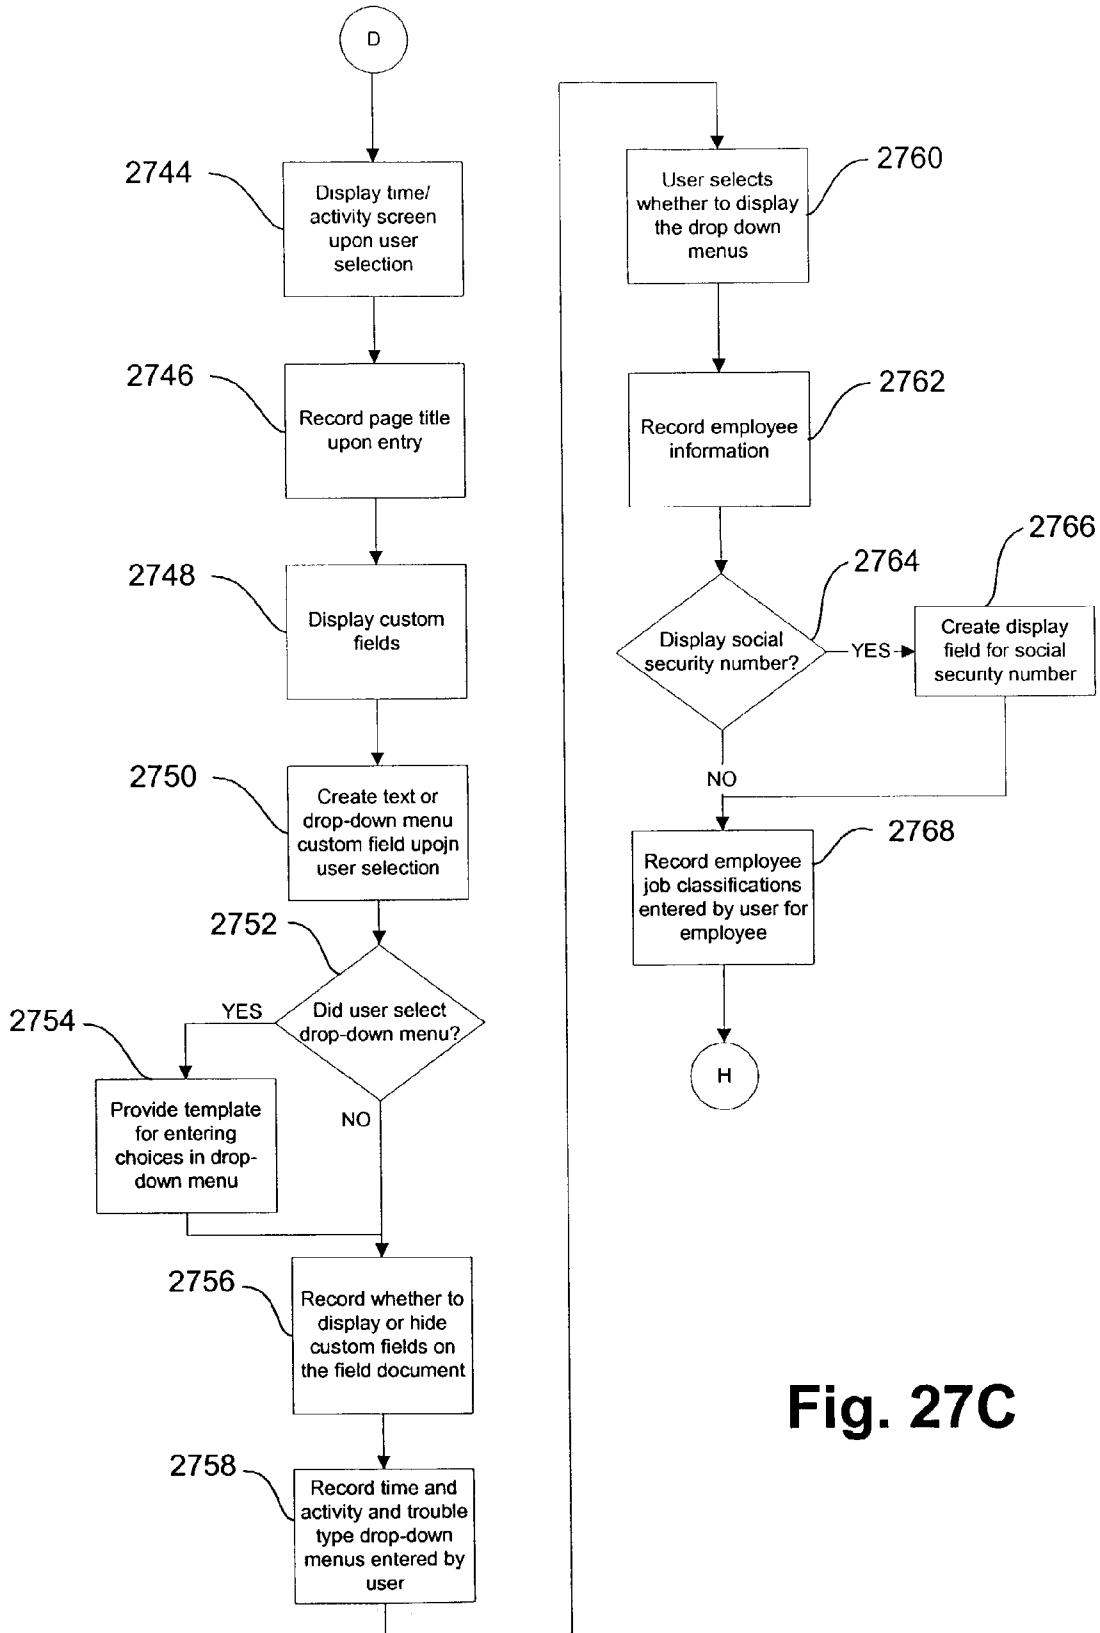 D
2744
Display time/
activity screen
upon user
selection
2746
Record page title
upon entry
2748
Display custom
fields
2750
Create text or
drop-down menu
custom field upojn
user selection
2752
Did user select
drop-down menu?
YES
NO
2754
Provide template
for entering
choices in drop-
down menu
2756
Record whether to
display or hide
custom fields on
the field document
2758
Record time and
activity and trouble
type drop-down
menus entered by
user
2760
User selects
whether to display
the drop down
menus
2762
Record employee
information
2764
Display social
security number?
YES
NO
2766
Create display
field for social
security number
2768
Record employee
job classifications
entered by user for
employee
H
Fig. 27C